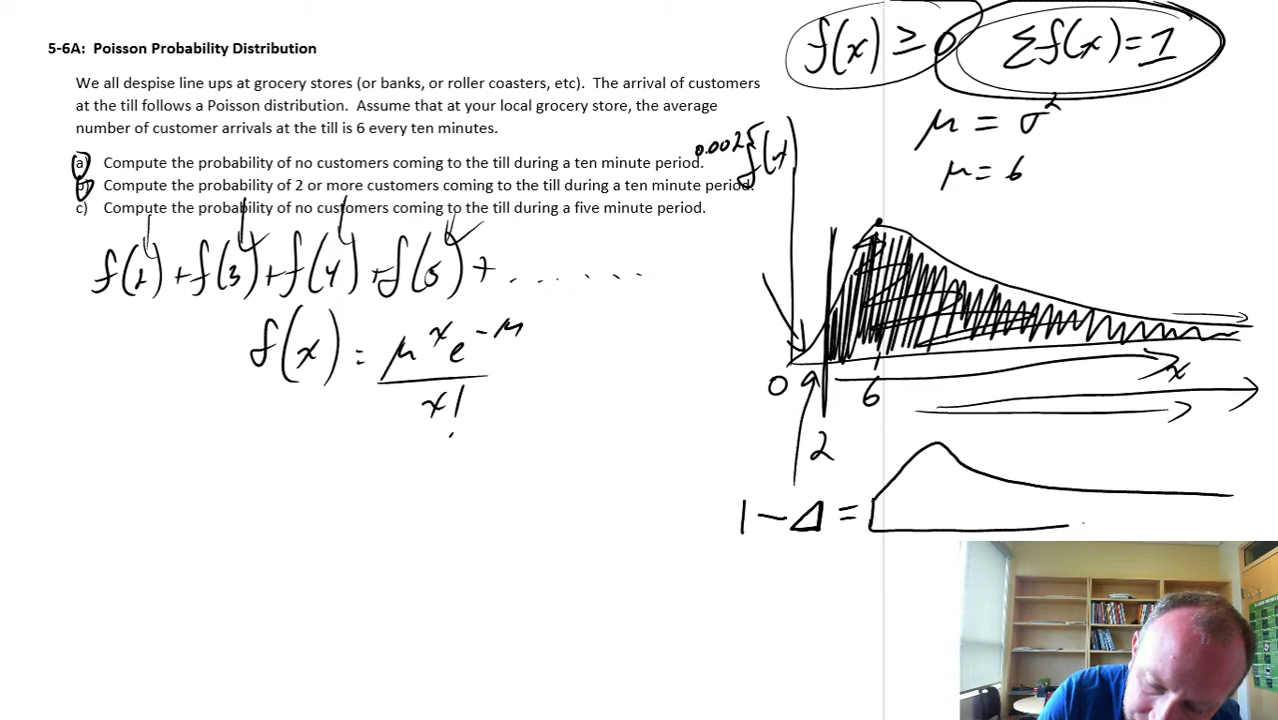 5-6A: Poisson Probability Distribution
We all despise line ups at grocery stores (or banks, or roller coasters, etc). The arrival of customers
at the till follows a Poisson distribution. Assume that at your local grocery store, the average
number of customer arrivals at the till is 6 every ten minutes.
a) Compute the probability of no customers coming to the till during a ten minute period.
b) Compute the probability of 2 or more customers coming to the till during a ten minute period.
c) Compute the probability of no customers coming to the till during a five minute period.
f(2) + f(3) + f(4) + f(5) + . . . . . .
f(x) = μ^x e^-μ
x!
f(x) ≥ 0 Σf(x) = 1
μ = σ²
μ = 6
0.0025
f(x)
0 6 x
2
1 - Δ =